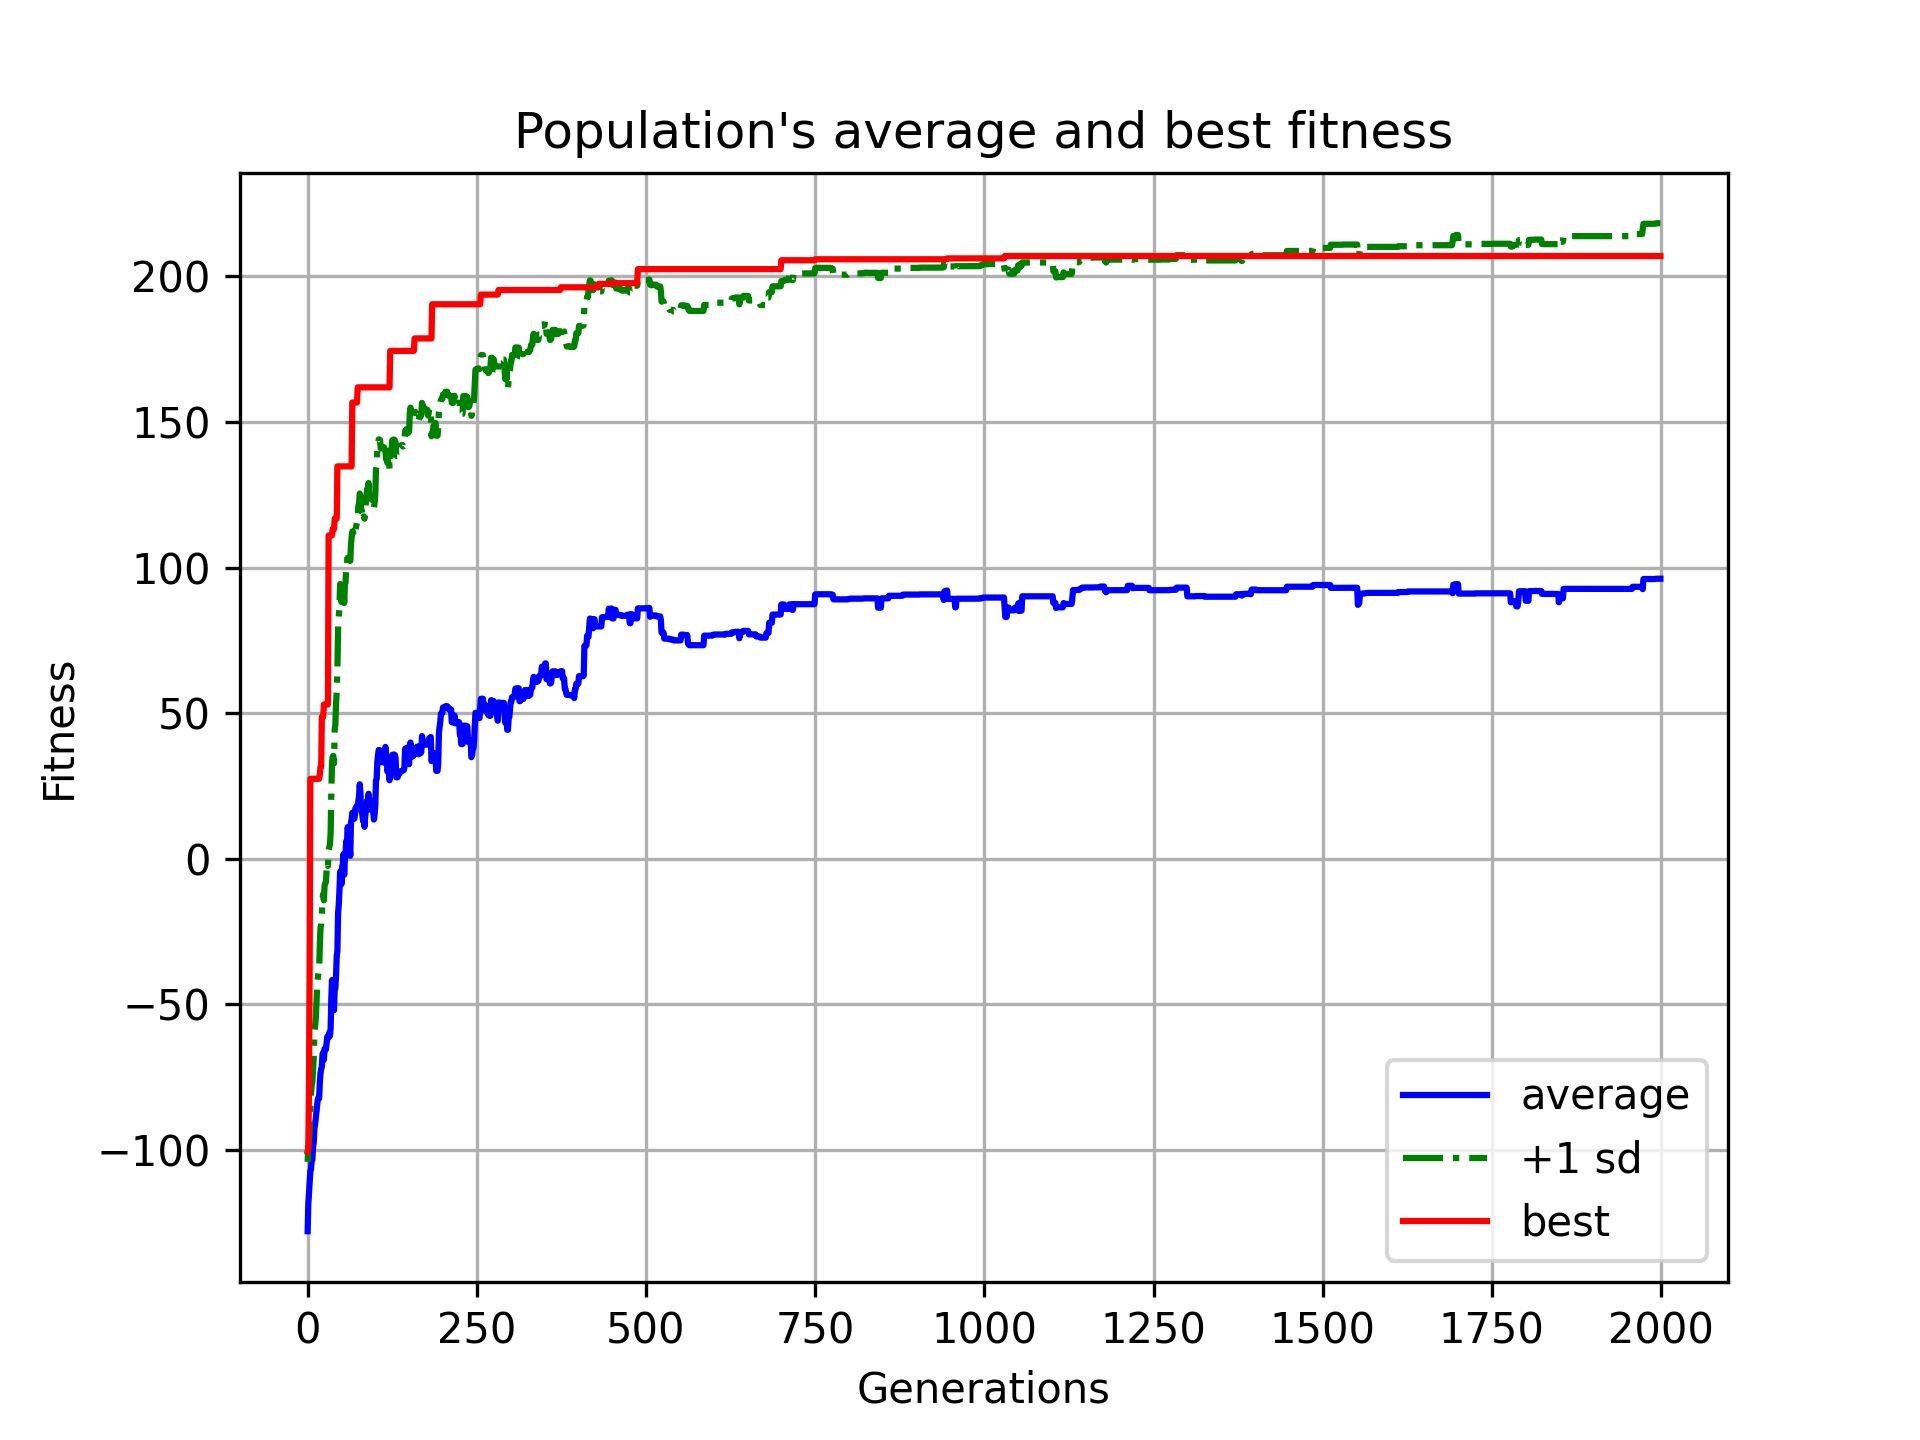 Population's average and best fitness
Fitness
200
150
100
50
0
−50
−100
0 250 500 750 1000 1250 1500 1750 2000
Generations
average
+1 sd
best